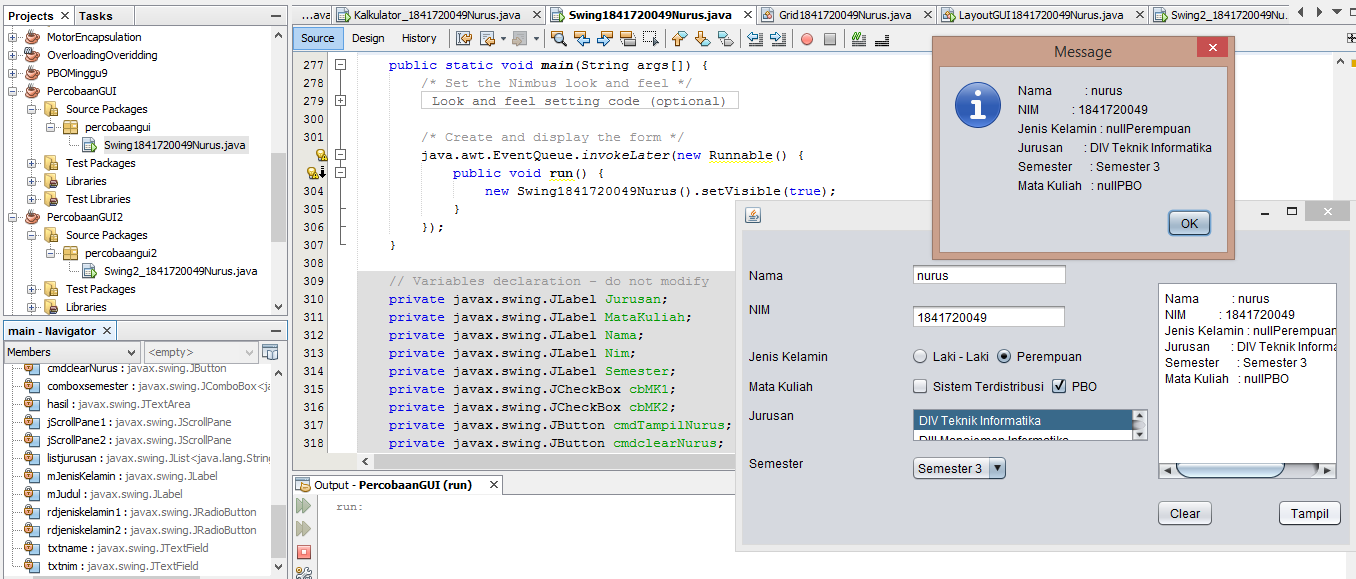 Projects
Tasks
MotorEncapsulation
OverloadingOveridding
PBOMinggu9
PercobaanGUI
Source Packages
percobaangui
Swing1841720049Nurus.java
Test Packages
Libraries
Test Libraries
PercobaanGUI2
Source Packages
percobaangui2
Swing2_1841720049Nurus.java
Test Packages
Libraries
main - Navigator
Members
<empty>
cmdclearNurus : javax.swing.JButton
comboxsemester : javax.swing.JComboBox<ja
hasil : javax.swing.JTextArea
jScrollPane1 : javax.swing.JScrollPane
jScrollPane2 : javax.swing.JScrollPane
listjurusan : javax.swing.JList<java.lang.String
mJenisKelamin : javax.swing.JLabel
mJudul : javax.swing.JLabel
rdjeniskelamin1 : javax.swing.JRadioButton
rdjeniskelamin2 : javax.swing.JRadioButton
txtname : javax.swing.JTextField
txtnim : javax.swing.JTextField
...ava
Kalkulator_1841720049Nurus.java
Swing1841720049Nurus.java
Grid1841720049Nurus.java
LayoutGUI1841720049Nurus.java
Swing2_1841720049Nu...
Source
Design
History
277 public static void main(String args[]) {
278 /* Set the Nimbus look and feel */
279 Look and feel setting code (optional)
300
301 /* Create and display the form */
java.awt.EventQueue.invokeLater(new Runnable() {
public void run() {
304 new Swing1841720049Nurus().setVisible(true);
305 }
306 });
307 }
308
309 // Variables declaration - do not modify
310 private javax.swing.JLabel Jurusan;
311 private javax.swing.JLabel MataKuliah;
312 private javax.swing.JLabel Nama;
313 private javax.swing.JLabel Nim;
314 private javax.swing.JLabel Semester;
315 private javax.swing.JCheckBox cbMK1;
316 private javax.swing.JCheckBox cbMK2;
317 private javax.swing.JButton cmdTampilNurus;
318 private javax.swing.JButton cmdclearNurus;
Output - PercobaanGUI (run)
run:
Message
Nama : nurus
NIM : 1841720049
Jenis Kelamin : nullPerempuan
Jurusan : DIV Teknik Informatika
Semester : Semester 3
Mata Kuliah : nullPBO
OK
Nama
nurus
NIM
1841720049
Jenis Kelamin
Laki - Laki
Perempuan
Mata Kuliah
Sistem Terdistribusi
PBO
Jurusan
DIV Teknik Informatika
DIII Manajemen Informatika
Semester
Semester 3
Nama : nurus
NIM : 1841720049
Jenis Kelamin : nullPerempuan
Jurusan : DIV Teknik Informa
Semester : Semester 3
Mata Kuliah : nullPBO
Clear
Tampil